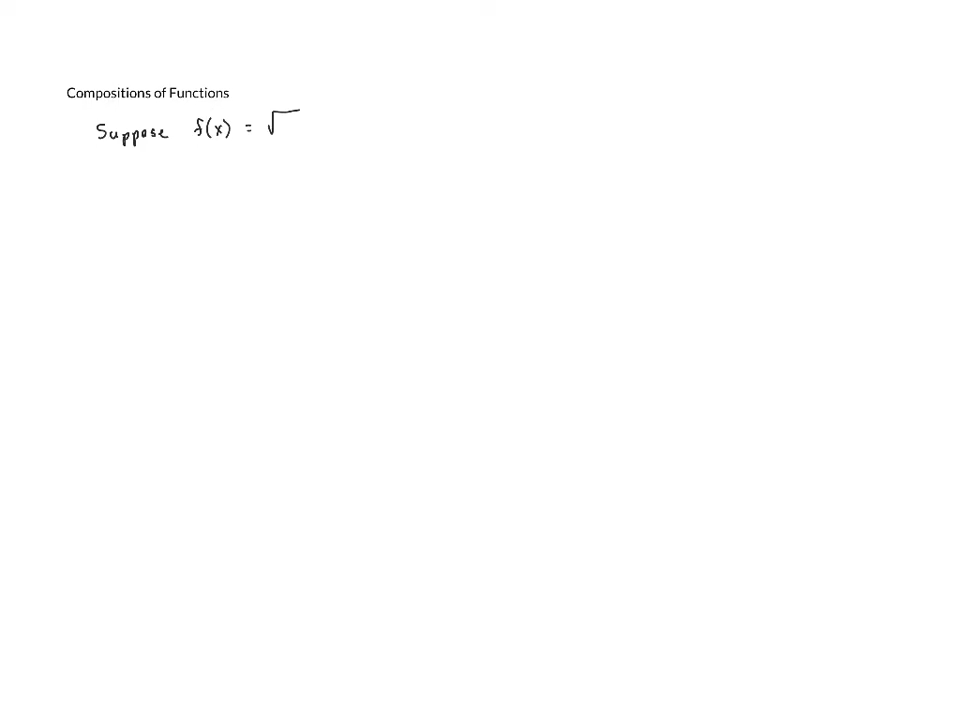 Compositions of Functions
Suppose f(x) = √